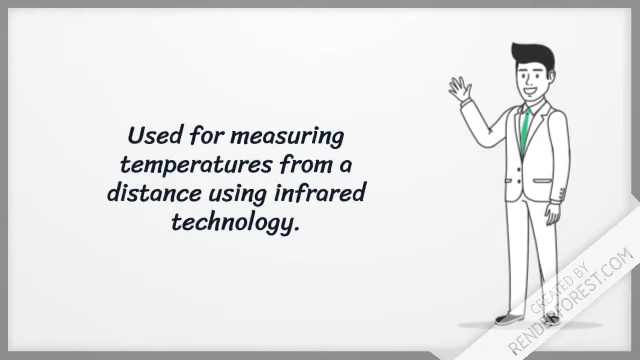 Used for measuring
temperatures from a
distance using infrared
technology.
CREATED BY
RENDERFOREST.COM